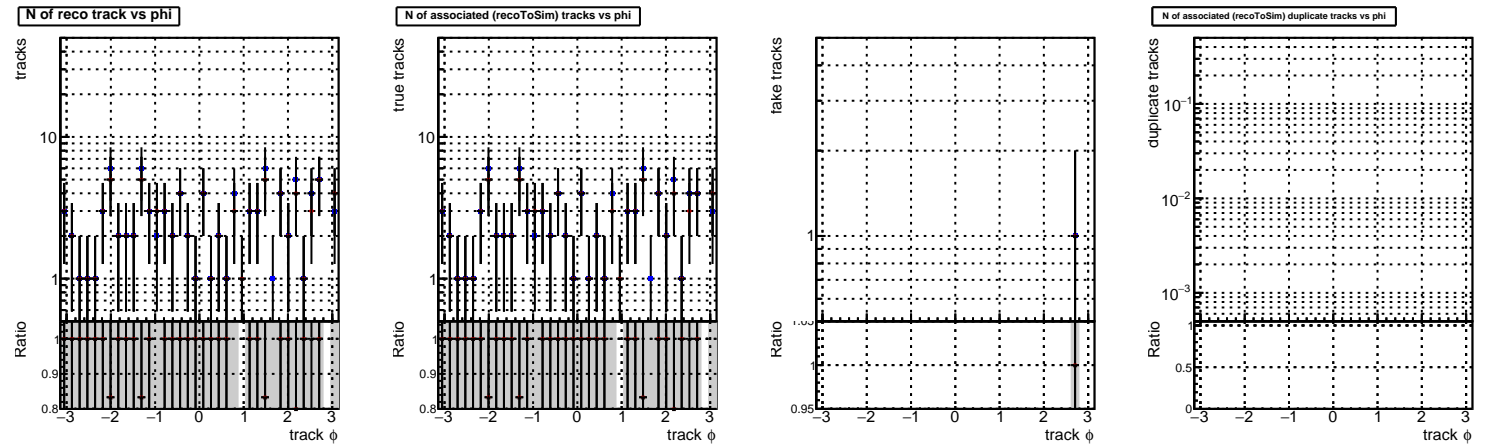 N of reco track vs phi
tracks
10
1
Ratio
1
0.9
0.8
−3 −2 −1 0 1 2 3
track ϕ
N of associated (recoToSim) tracks vs phi
true tracks
10
1
Ratio
1
0.9
0.8
−3 −2 −1 0 1 2 3
track ϕ
fake tracks
1
Ratio
1
0.95
−3 −2 −1 0 1 2 3
track ϕ
N of associated (recoToSim) duplicate tracks vs phi
duplicate tracks
10−1
10−2
10−3
Ratio
1
0.5
0
−3 −2 −1 0 1 2 3
track ϕ